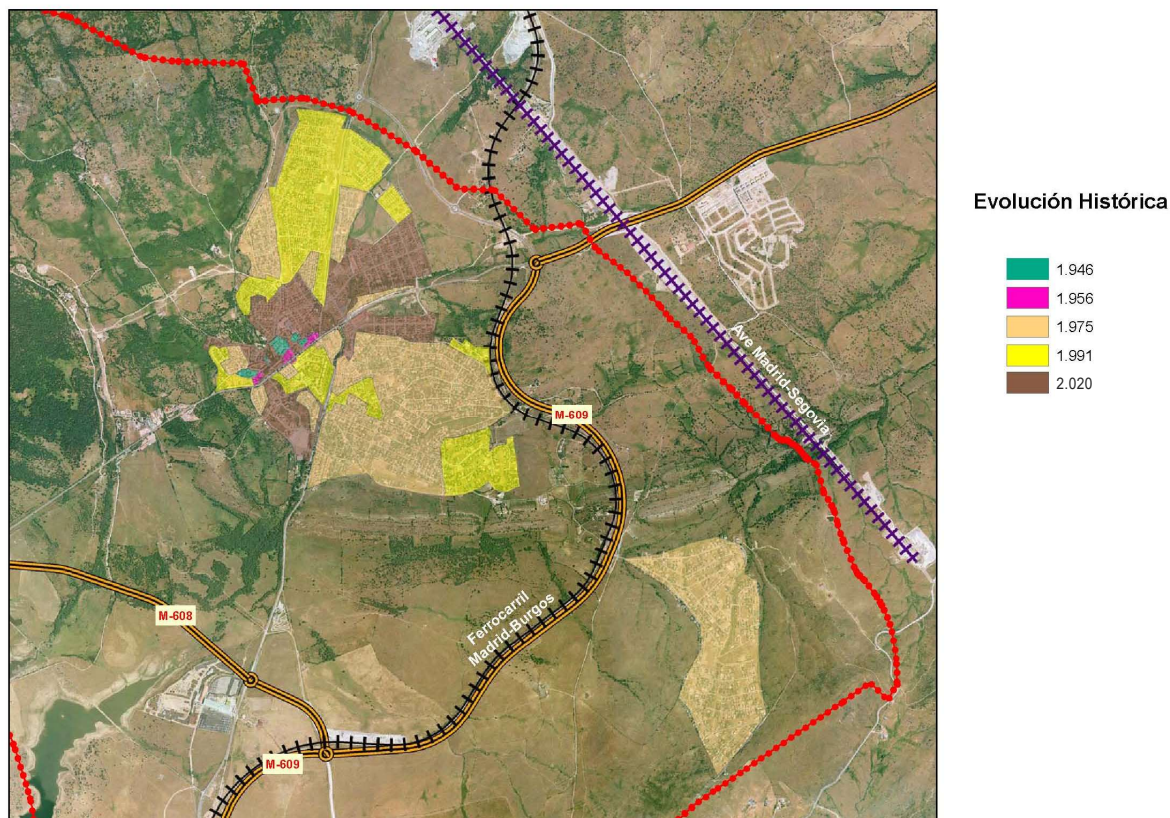 Evolución Histórica
1.946
1.956
1.975
1.991
2.020
Ave Madrid-Segovia
M-609
M-608
Ferrocarril
Madrid-Burgos
M-609